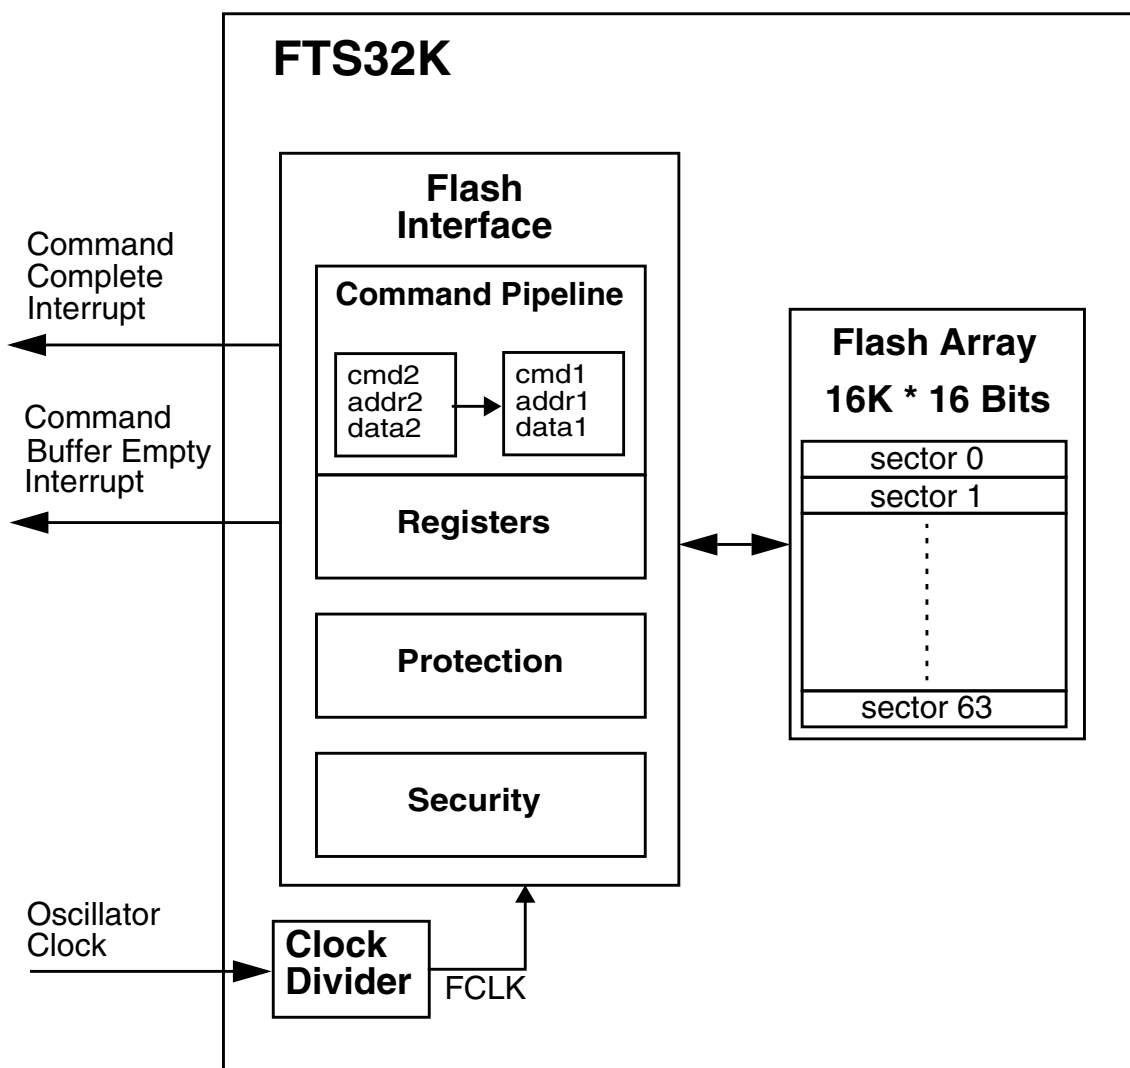 FTS32K
Flash
Interface
Command Pipeline
cmd2
addr2
data2
cmd1
addr1
data1
Registers
Protection
Security
Command
Complete
Interrupt
Command
Buffer Empty
Interrupt
Flash Array
16K * 16 Bits
sector 0
sector 1
sector 63
Oscillator
Clock
Clock
Divider
FCLK